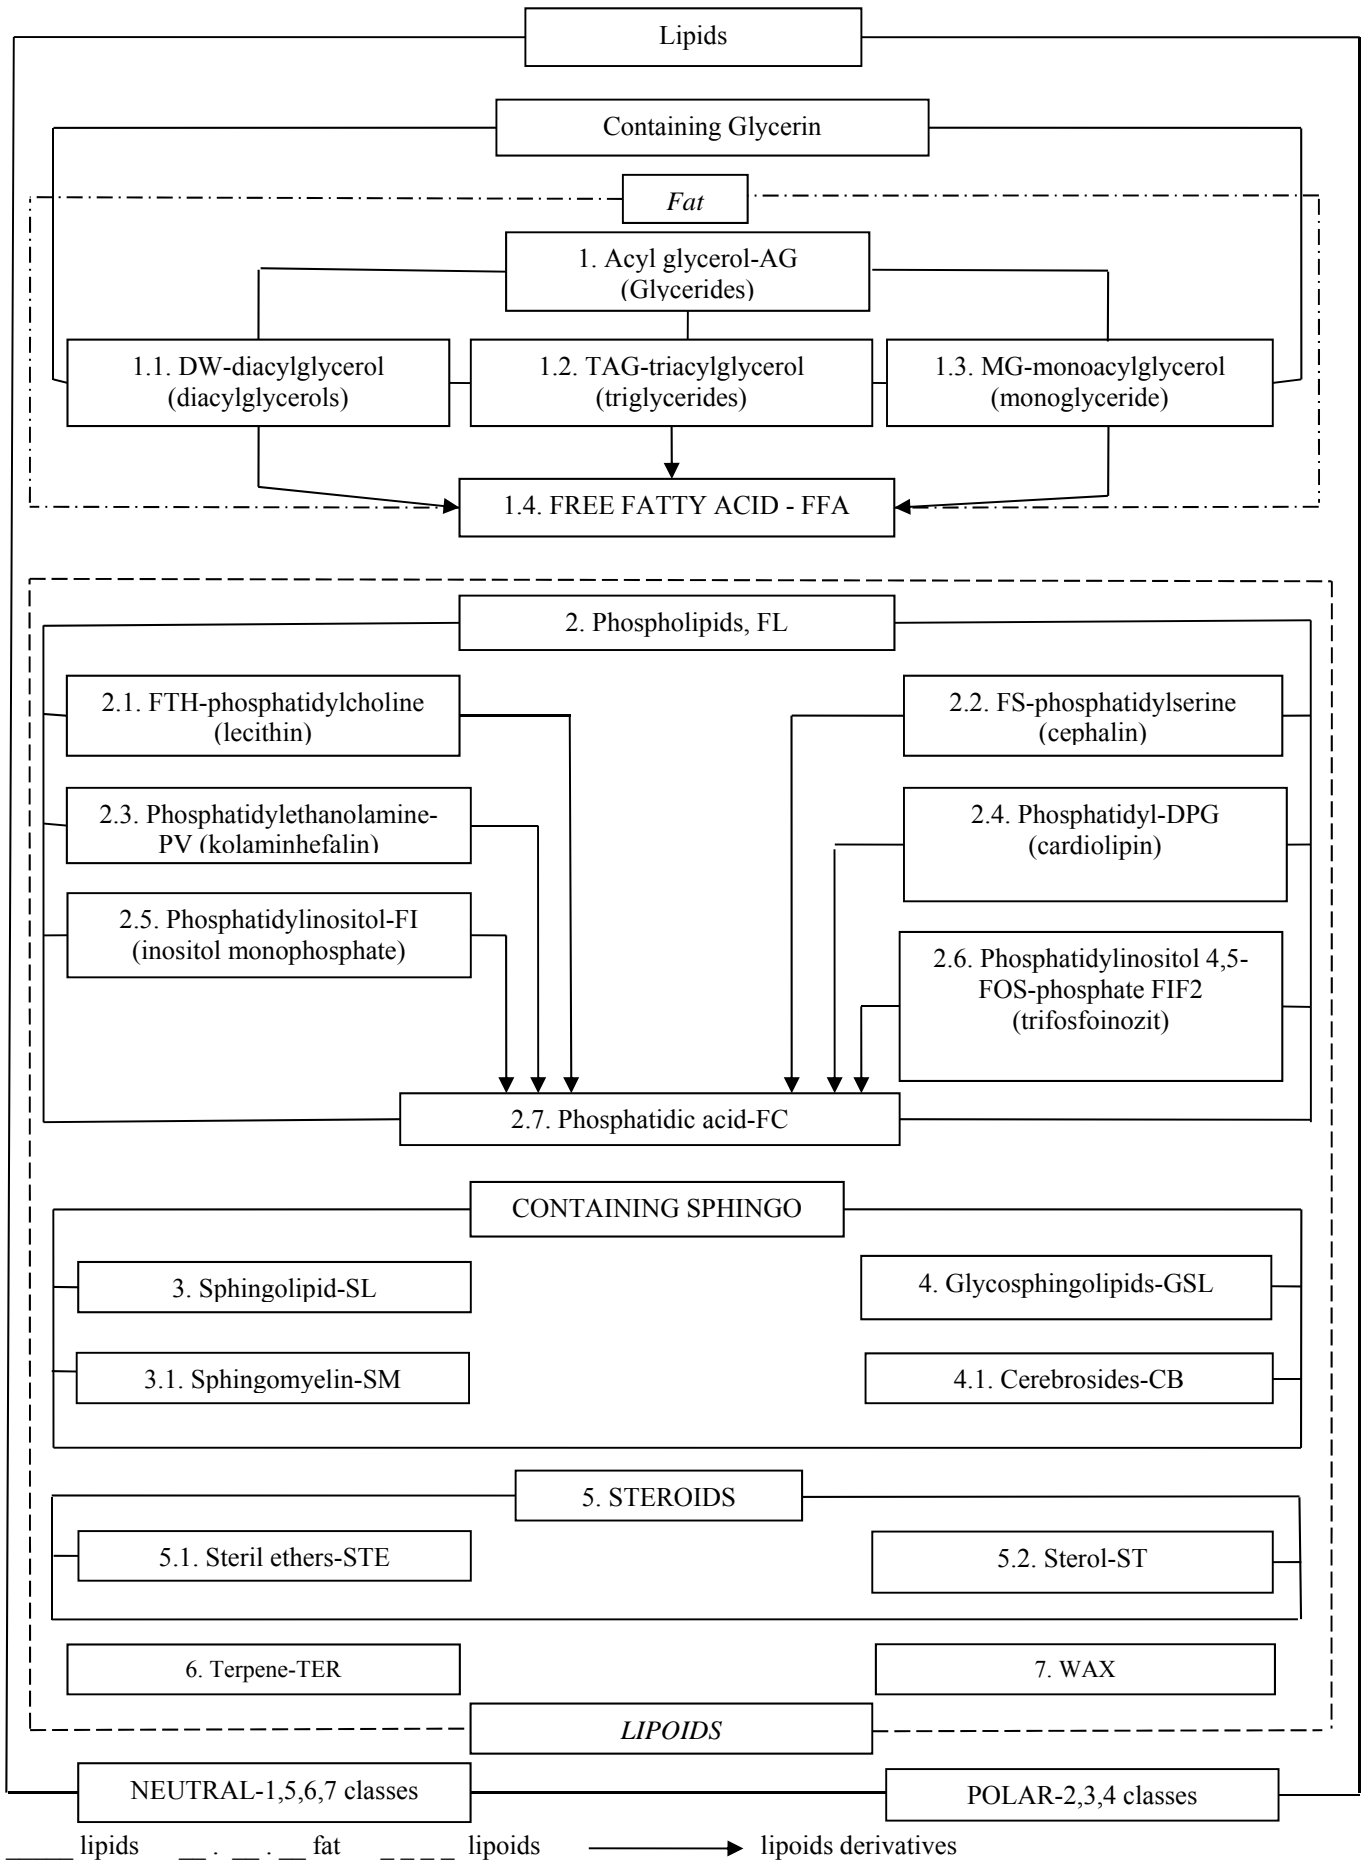 Lipids
Containing Glycerin
Fat
1. Acyl glycerol-AG
(Glycerides)
1.1. DW-diacylglycerol
(diacylglycerols)
1.2. TAG-triacylglycerol
(triglycerides)
1.3. MG-monoacylglycerol
(monoglyceride)
1.4. FREE FATTY ACID - FFA
2. Phospholipids, FL
2.1. FTH-phosphatidylcholine
(lecithin)
2.2. FS-phosphatidylserine
(cephalin)
2.3. Phosphatidylethanolamine-
PV (kolaminhefalin)
2.4. Phosphatidyl-DPG
(cardiolipin)
2.5. Phosphatidylinositol-FI
(inositol monophosphate)
2.6. Phosphatidylinositol 4,5-
FOS-phosphate FIF2
(trifosfoinozit)
2.7. Phosphatidic acid-FC
CONTAINING SPHINGO
3. Sphingolipid-SL
4. Glycosphingolipids-GSL
3.1. Sphingomyelin-SM
4.1. Cerebrosides-CB
5. STEROIDS
5.1. Steril ethers-STE
5.2. Sterol-ST
6. Terpene-TER
7. WAX
LIPOIDS
NEUTRAL-1,5,6,7 classes
POLAR-2,3,4 classes
_____ lipids __ . __ . __ fat _ _ _ _ lipoids lipoids derivatives